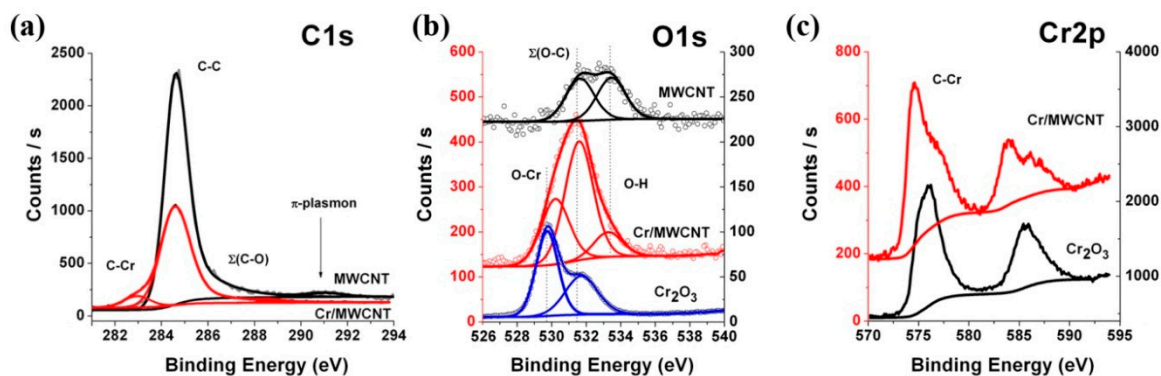 (a)
C1s
2500
2000
1500
1000
500
0
Counts / s
C-C
π-plasmon
C-Cr
Σ(C-O)
MWCNT
Cr/MWCNT
282 284 286 288 290 292 294
Binding Energy (eV)
(b)
O1s
600
500
400
300
200
100
0
Counts / s
300
250
200
150
100
50
0
Σ(O-C)
MWCNT
O-Cr
O-H
Cr/MWCNT
Cr₂O₃
526 528 530 532 534 536 538 540
Binding Energy (eV)
(c)
Cr2p
800
600
400
200
0
Counts / s
4000
3000
2000
1000
C-Cr
Cr/MWCNT
Cr₂O₃
570 575 580 585 590 595
Binding Energy (eV)